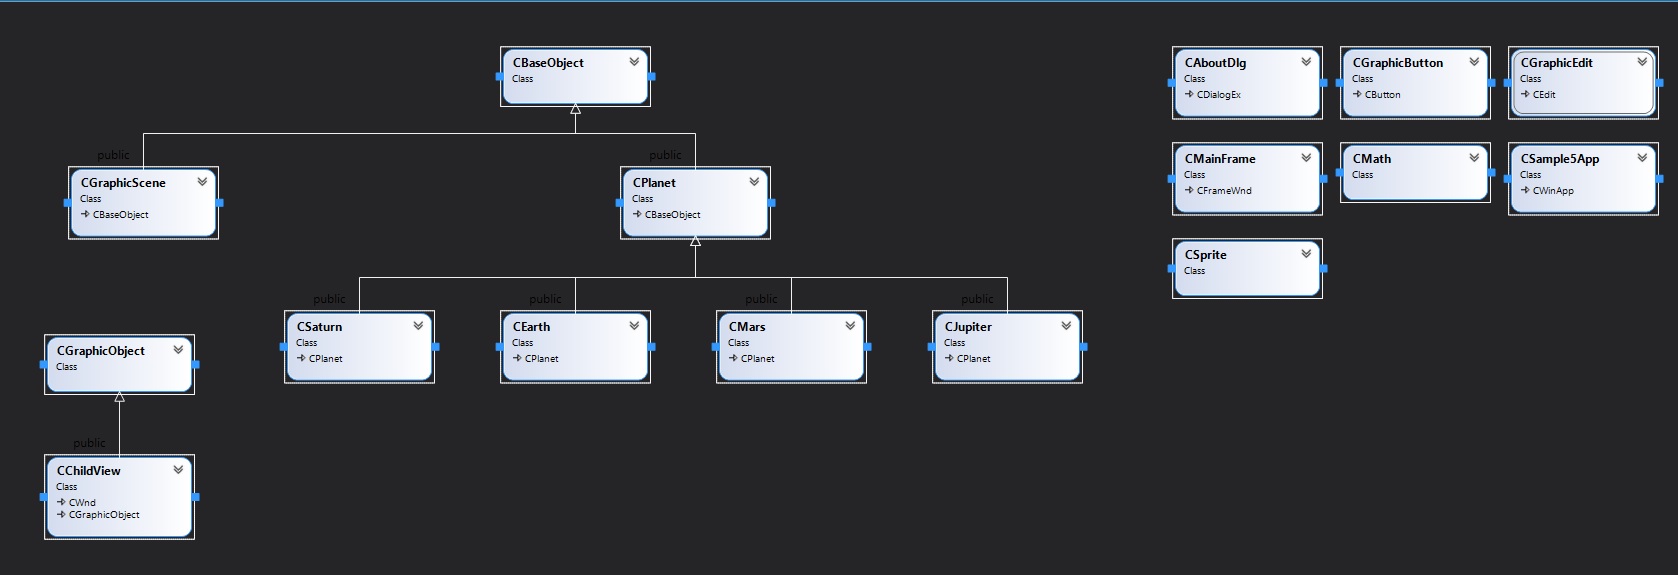 CBaseObject
Class
public
public
CGraphicScene
Class
CBaseObject
CPlanet
Class
CBaseObject
public
public
public
public
CSaturn
Class
CPlanet
CEarth
Class
CPlanet
CMars
Class
CPlanet
CJupiter
Class
CPlanet
CGraphicObject
Class
public
CChildView
Class
CWnd
CGraphicObject
CAboutDlg
Class
CDialogEx
CGraphicButton
Class
CButton
CGraphicEdit
Class
CEdit
CMainFrame
Class
CFrameWnd
CMath
Class
CSample5App
Class
CWinApp
CSprite
Class